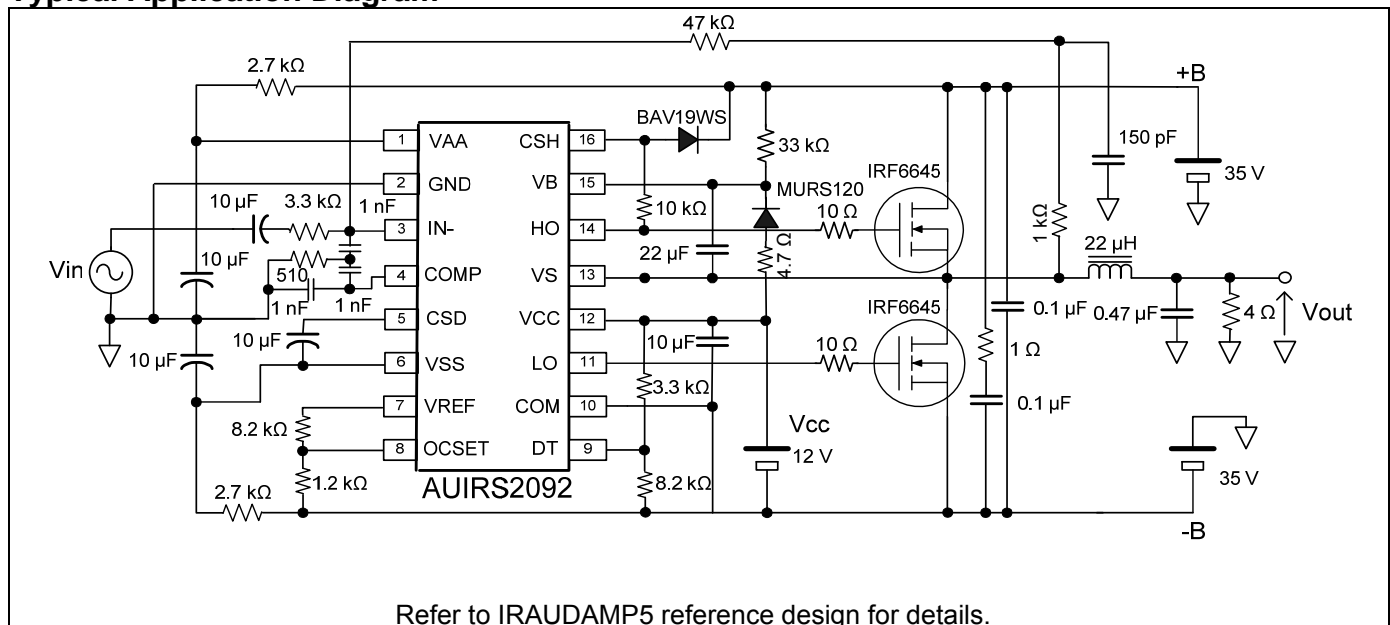 Typical Application Diagram
47 kΩ
2.7 kΩ
+B
BAV19WS
1 VAA CSH 16
33 kΩ
150 pF
35 V
IRF6645
2 GND VB 15
MURS120
10 µF 3.3 kΩ 1 nF
10 kΩ
10 Ω
1 kΩ
3 IN- HO 14
22 µH
10 µF
22 µF
4.7 Ω
Vin
510
4 COMP VS 13
1 nF 1 nF
IRF6645
0.1 µF 0.47 µF 4 Ω Vout
5 CSD VCC 12
10 µF
10 µF
10 Ω
1 Ω
10 µF
6 VSS LO 11
3.3 kΩ
0.1 µF
7 VREF COM 10
8.2 kΩ
Vcc
12 V
8 OCSET DT 9
35 V
1.2 kΩ
8.2 kΩ
2.7 kΩ
AUIRS2092
-B
Refer to IRAUDAMP5 reference design for details.